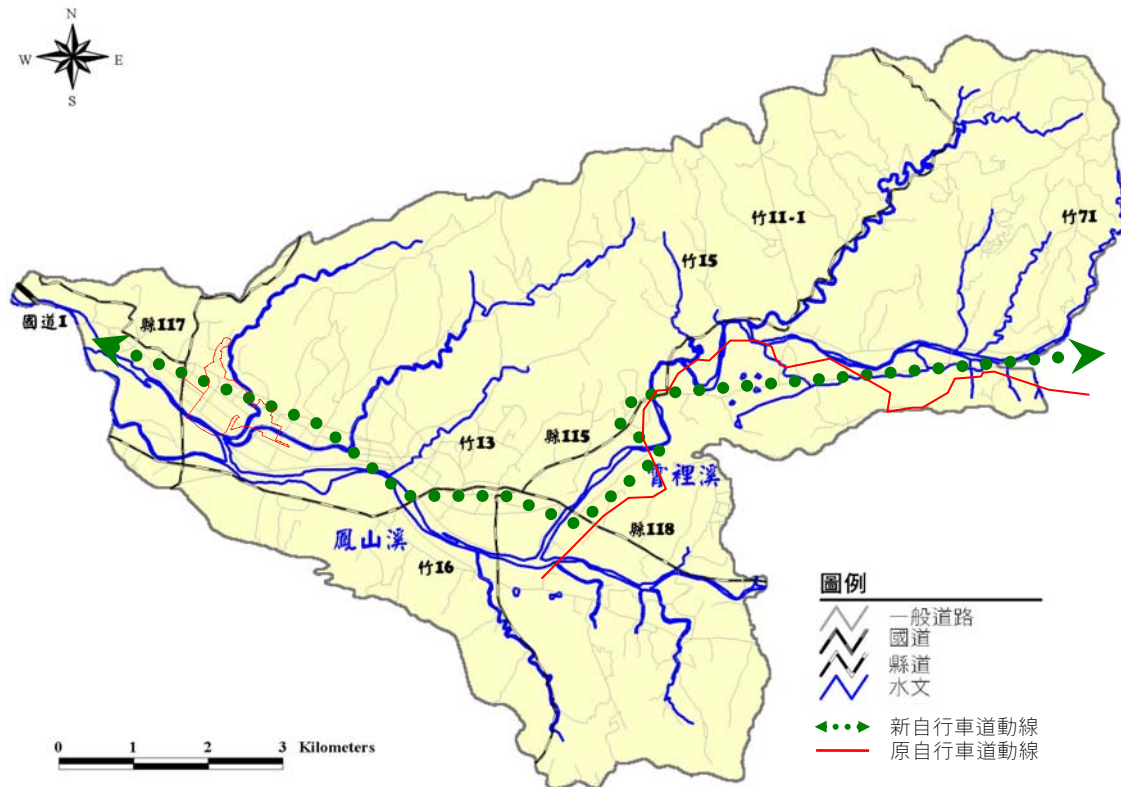 N
W E
S
國道1
縣117
竹11-1
竹71
竹15
竹13
縣115
霄裡溪
縣118
鳳山溪
竹16
圖例
一般道路
國道
縣道
水文
新自行車道動線
原自行車道動線
0 1 2 3 Kilometers